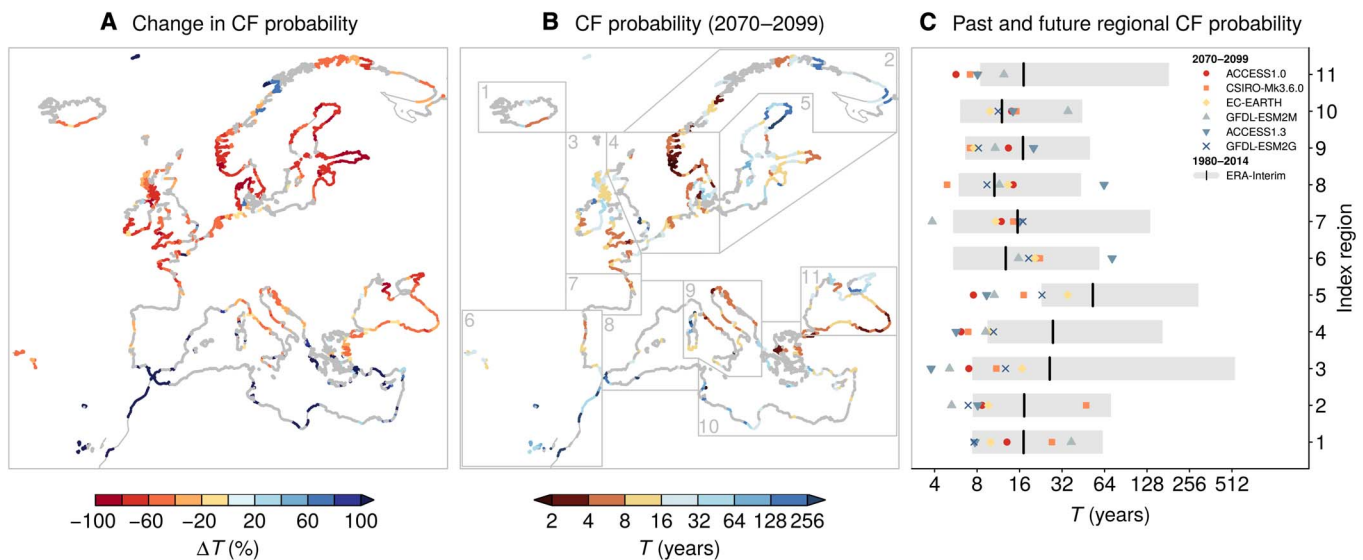 A Change in CF probability
B CF probability (2070–2099)
C Past and future regional CF probability
1
2
3
4
5
6
7
8
9
10
11
−100 −60 −20 20 60 100
ΔT (%)
2 4 8 16 32 64 128 256
T (years)
2070–2099
ACCESS1.0
CSIRO-Mk3.6.0
EC-EARTH
GFDL-ESM2M
ACCESS1.3
GFDL-ESM2G
1980–2014
ERA-Interim
11
10
9
8
7
6
5
4
3
2
1
Index region
4 8 16 32 64 128 256 512
T (years)